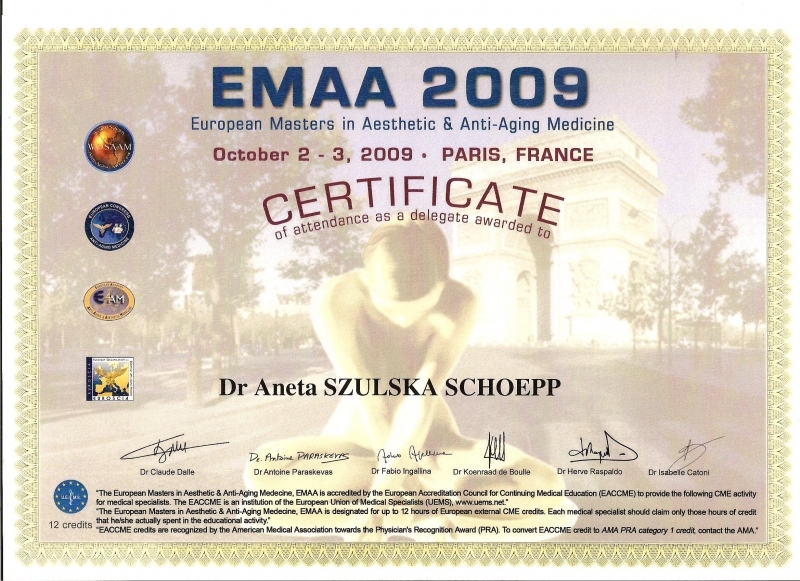 EMAA 2009
European Masters in Aesthetic & Anti-Aging Medicine
October 2 - 3, 2009 · PARIS, FRANCE
CERTIFICATE
of attendance as a delegate awarded to
WOSAAM
EUROPEAN CONGRESS
ANTI-AGING MEDICINE
Dr Aneta SZULSKA SCHOEPP
Dr. Antoine PARASKEVAS
Dr Claude Dalle
Dr Antoine Paraskevas
Dr Fabio Ingallina
Dr Koenraad de Boulle
Dr Herve Raspaldo
Dr Isabelle Catoni
U.E.M.S.
12 credits
"The European Masters in Aesthetic & Anti-Aging Medecine, EMAA is accredited by the European Accreditation Council for Continuing Medical Education (EACCME) to provide the following CME activity
for medical specialists. The EACCME is an institution of the European Union of Medical Specialists (UEMS), www.uems.net."
"The European Masters in Aesthetic & Anti-Aging Medecine, EMAA is designated for up to 12 hours of European external CME credits. Each medical specialist should claim only those hours of credit
that he/she actually spent in the educational activity."
"EACCME credits are recognized by the American Medical Association towards the Physician's Recognition Award (PRA). To convert EACCME credit to AMA PRA category 1 credit, contact the AMA."